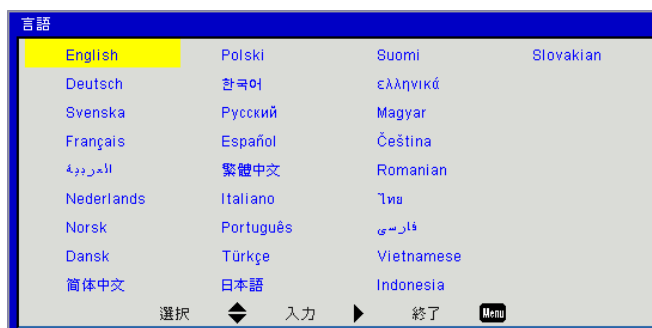 言語
English Polski Suomi Slovakian
Deutsch 한국어 ελληνικά
Svenska Русский Magyar
Français Español Čeština
العربية 繁體中文 Romanian
Nederlands Italiano ไทย
Norsk Português فارسی
Dansk Türkçe Vietnamese
简体中文 日本語 Indonesia
選択 入力 終了 Menu